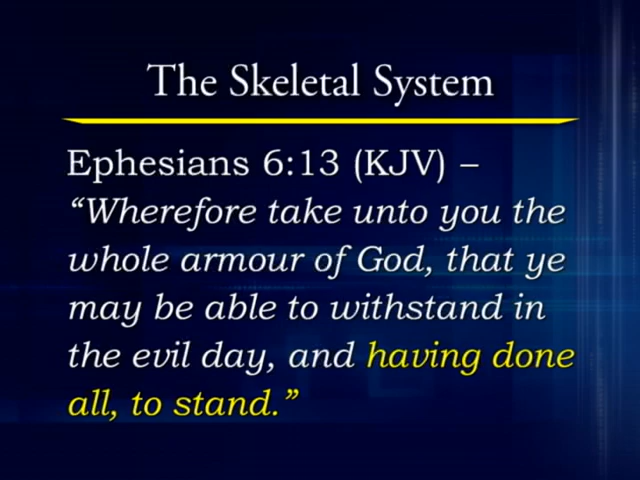 The Skeletal System
Ephesians 6:13 (KJV) –
“Wherefore take unto you the
whole armour of God, that ye
may be able to withstand in
the evil day, and having done
all, to stand.”